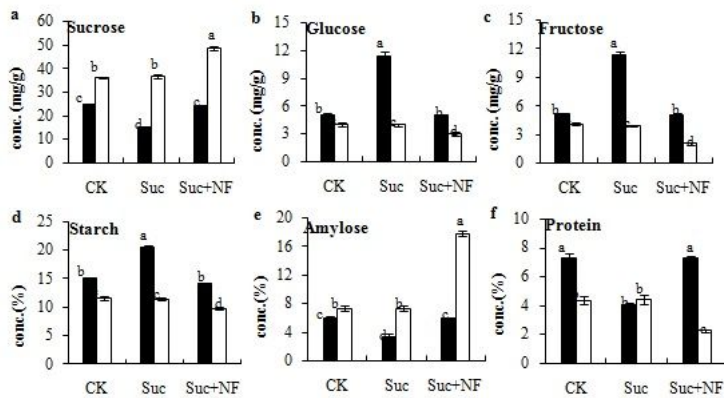 a
Sucrose
conc. (mg/g)
60
50
40
30
20
10
0
c
b
d
b
c
a
CK
Suc
Suc+NF
b
Glucose
conc. (mg/g)
15
12
9
6
3
0
b
a
c
b
d
CK
Suc
Suc+NF
c
Fructose
conc. (mg/g)
15
12
9
6
3
0
b
a
c
b
d
CK
Suc
Suc+NF
d
Starch
conc.(%)
25
20
15
10
5
0
b
c
a
c
b
d
CK
Suc
Suc+NF
e
Amylose
conc.(%)
20
16
12
8
4
0
c
b
d
b
c
a
CK
Suc
Suc+NF
f
Protein
conc.(%)
10
8
6
4
2
0
a
b
b
b
a
c
CK
Suc
Suc+NF